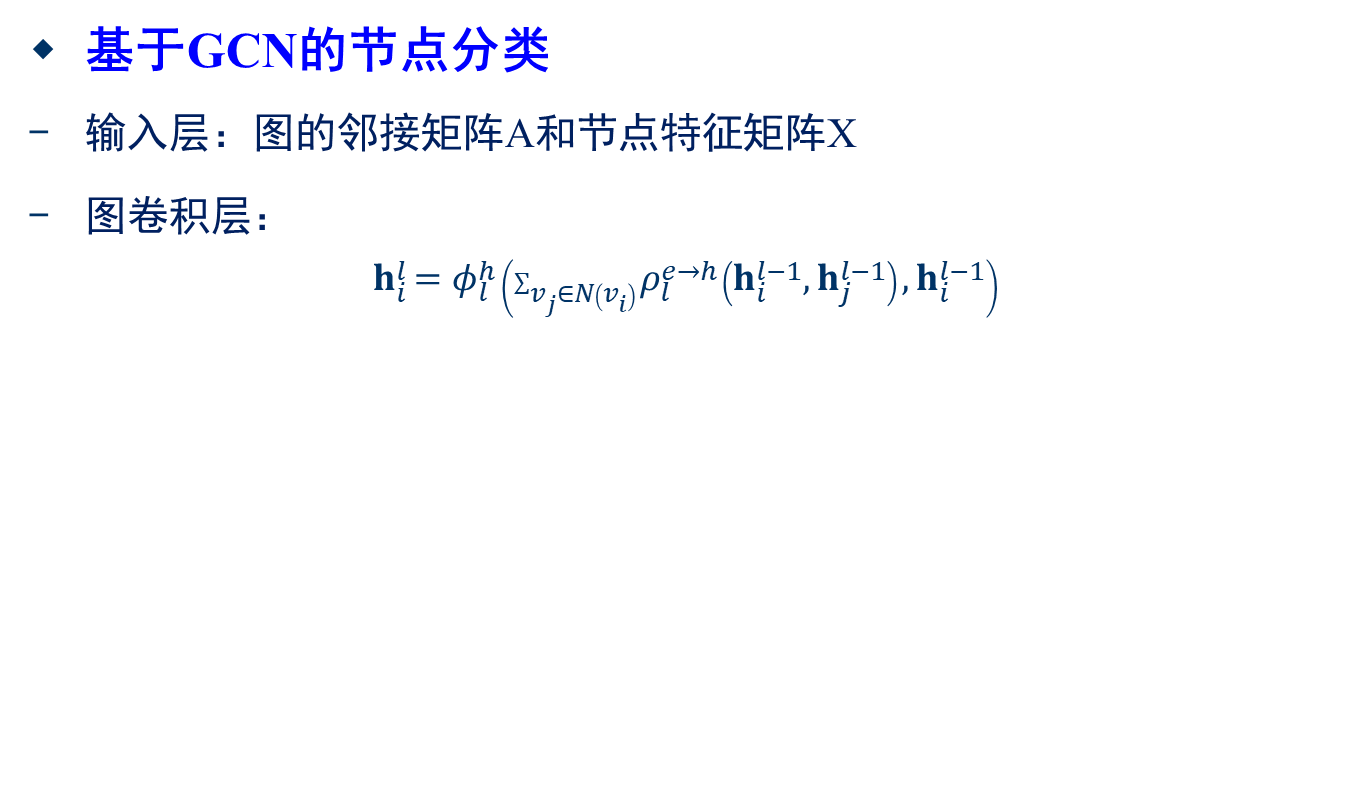 ◆ 基于GCN的节点分类
− 输入层：图的邻接矩阵A和节点特征矩阵X
− 图卷积层：
𝐡_i^l = ϕ_l^h (∑_{v_j∈N(v_i)} ρ_l^{e→h} (𝐡_i^{l−1}, 𝐡_j^{l−1}), 𝐡_i^{l−1})